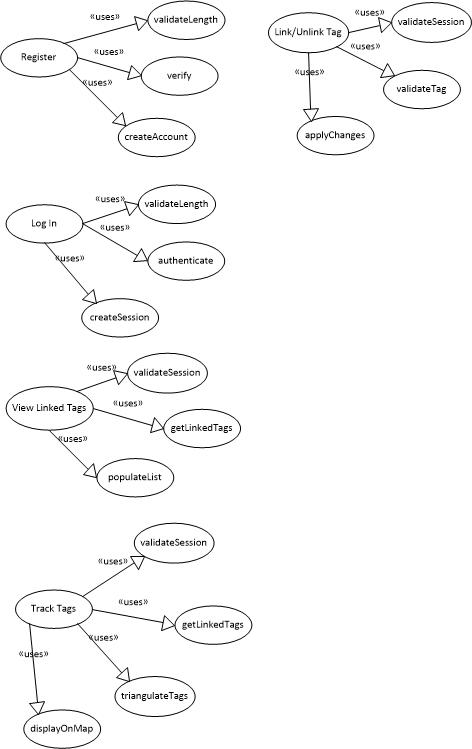 «uses»
validateLength
Register
«uses»
verify
«uses»
createAccount
«uses»
validateSession
Link/Unlink Tag
«uses»
«uses»
validateTag
applyChanges
«uses»
validateLength
Log In
«uses»
authenticate
«uses»
createSession
«uses»
validateSession
View Linked Tags
«uses»
getLinkedTags
«uses»
populateList
validateSession
«uses»
Track Tags
«uses»
getLinkedTags
«uses»
«uses»
triangulateTags
displayOnMap